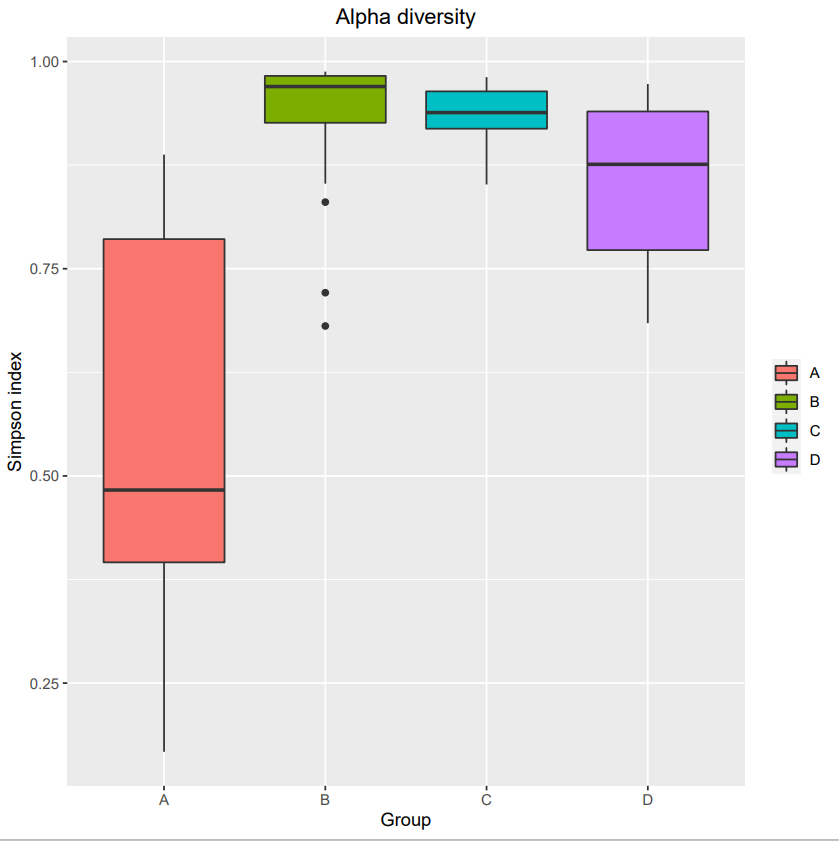 Alpha diversity
1.00
0.75
0.50
0.25
Simpson index
A
B
C
D
Group
A
B
C
D